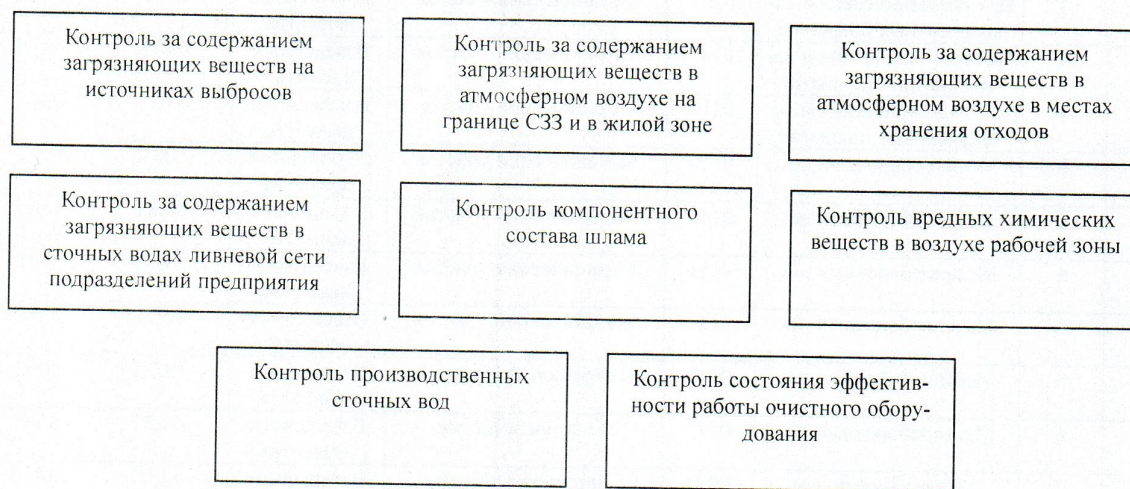 Контроль за содержанием
загрязняющих веществ на
источниках выбросов
Контроль за содержанием
загрязняющих веществ в
атмосферном воздухе на
границе СЗЗ и в жилой зоне
Контроль за содержанием
загрязняющих веществ в
атмосферном воздухе в местах
хранения отходов
Контроль за содержанием
загрязняющих веществ в
сточных водах ливневой сети
подразделений предприятия
Контроль компонентного
состава шлама
Контроль вредных химических
веществ в воздухе рабочей зоны
Контроль производственных
сточных вод
Контроль состояния эффектив-
ности работы очистного обору-
дования